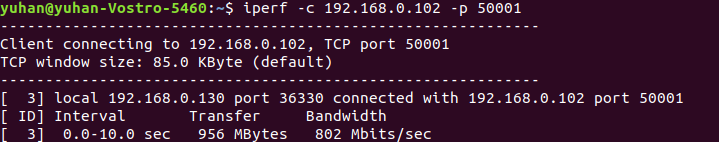 yuhan@yuhan-Vostro-5460:~$ iperf -c 192.168.0.102 -p 50001
------------------------------------------------------------
Client connecting to 192.168.0.102, TCP port 50001
TCP window size: 85.0 KByte (default)
------------------------------------------------------------
[  3] local 192.168.0.130 port 36330 connected with 192.168.0.102 port 50001
[ ID] Interval       Transfer     Bandwidth
[  3]  0.0-10.0 sec   956 MBytes   802 Mbits/sec